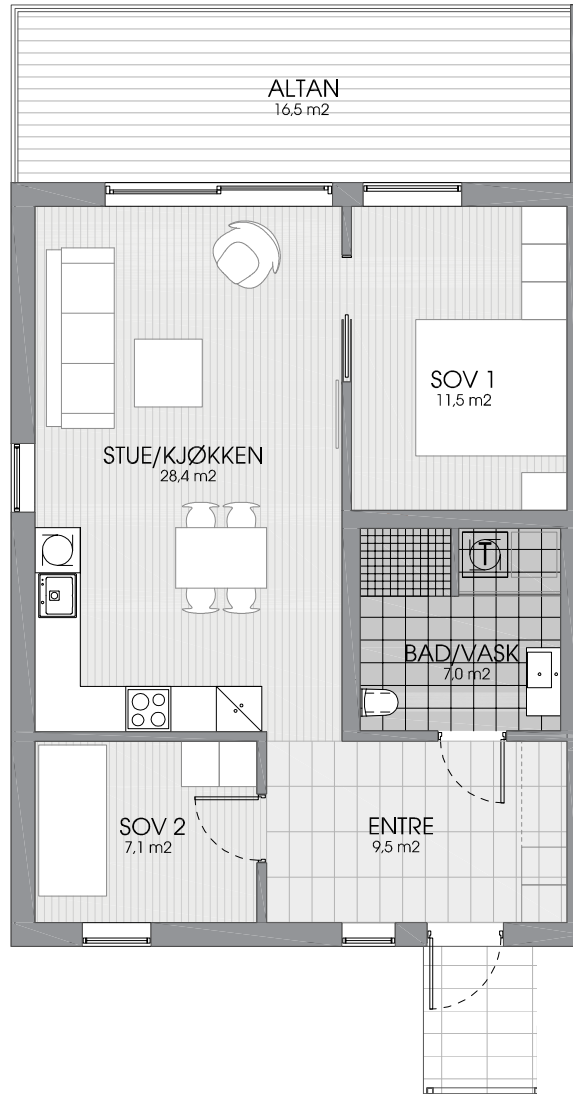 ALTAN
16,5 m2
SOV 1
11,5 m2
STUE/KJØKKEN
28,4 m2
T
BAD/VASK
7,0 m2
SOV 2
7,1 m2
ENTRE
9,5 m2